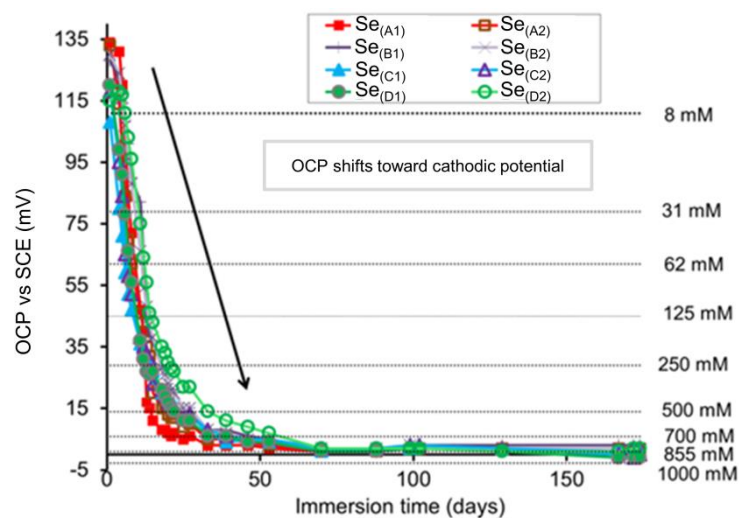 Se(A1) Se(A2)
Se(B1) Se(B2)
Se(C1) Se(C2)
Se(D1) Se(D2)
OCP shifts toward cathodic potential
OCP vs SCE (mV)
135
115
95
75
55
35
15
-5
8 mM
31 mM
62 mM
125 mM
250 mM
500 mM
700 mM
855 mM
1000 mM
0 50 100 150
Immersion time (days)